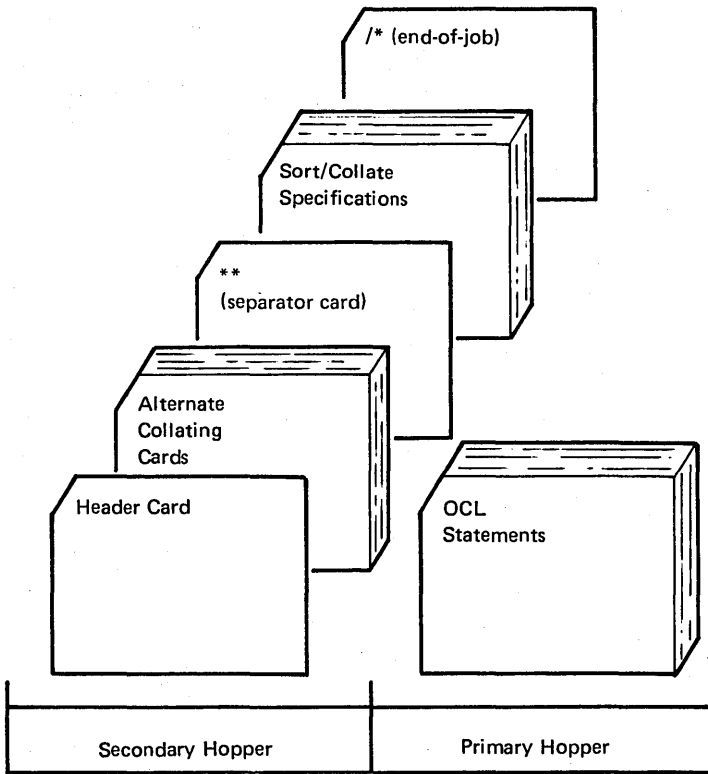 /* (end-of-job)
Sort/Collate
Specifications
**
(separator card)
Alternate
Collating
Cards
Header Card
OCL
Statements
Secondary Hopper
Primary Hopper